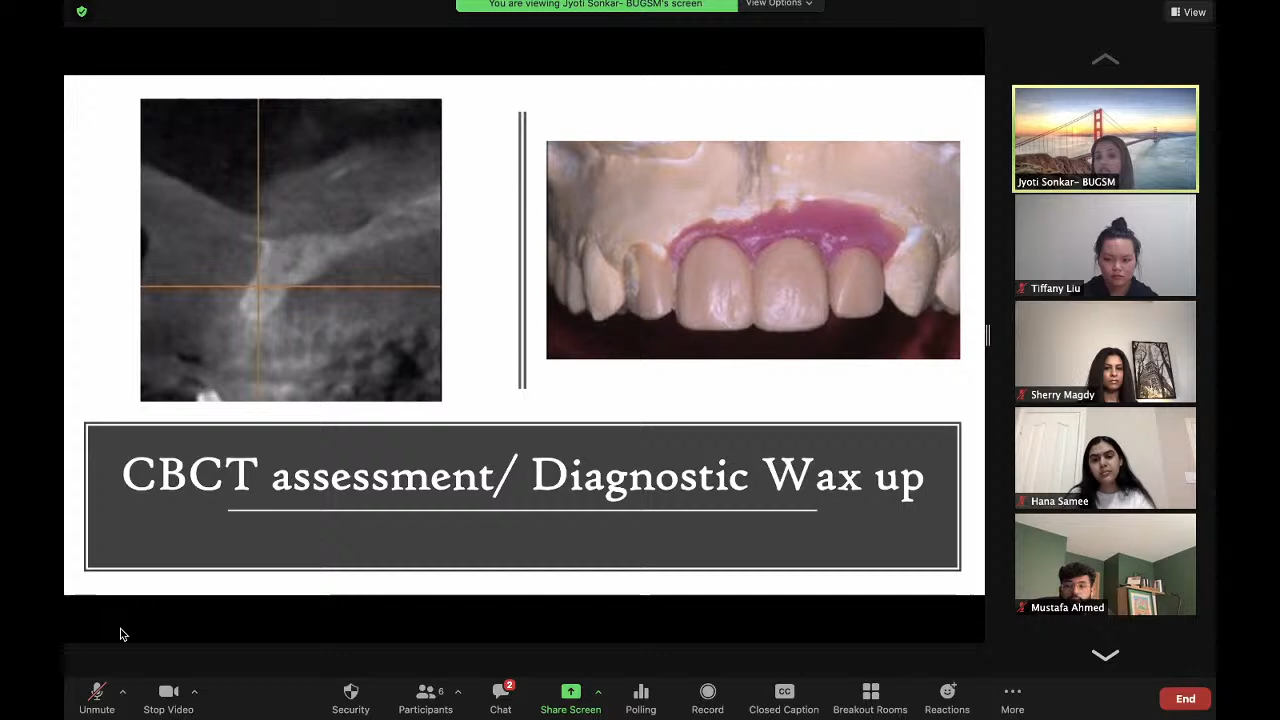 You are viewing Jyoti Sonkar- BUGSM's screen
View Options
View
Jyoti Sonkar- BUGSM
Tiffany Liu
Sherry Magdy
Hana Samee
Mustafa Ahmed
CBCT assessment/ Diagnostic Wax up
Unmute
Stop Video
Security
6
Participants
2
Chat
Share Screen
Polling
Record
CC
Closed Caption
Breakout Rooms
Reactions
More
End